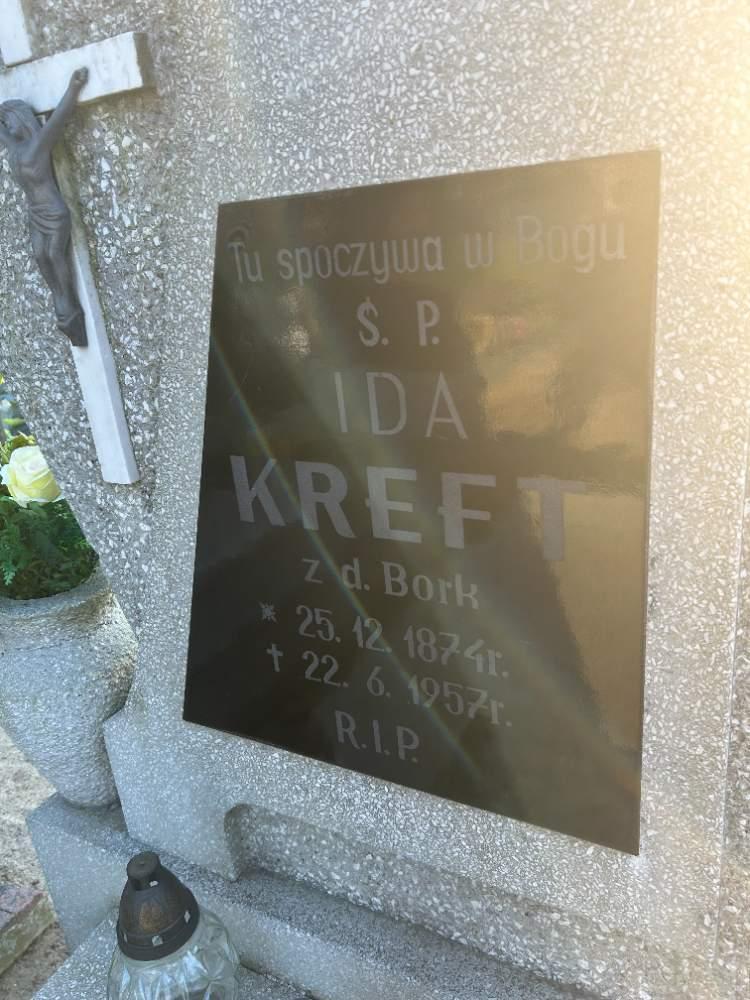 Tu spoczywa w Bogu
Ś. P.
IDA
KREFT
z d. Bork
* 25. 12. 1874r.
† 22. 6. 1957r.
R.I.P.